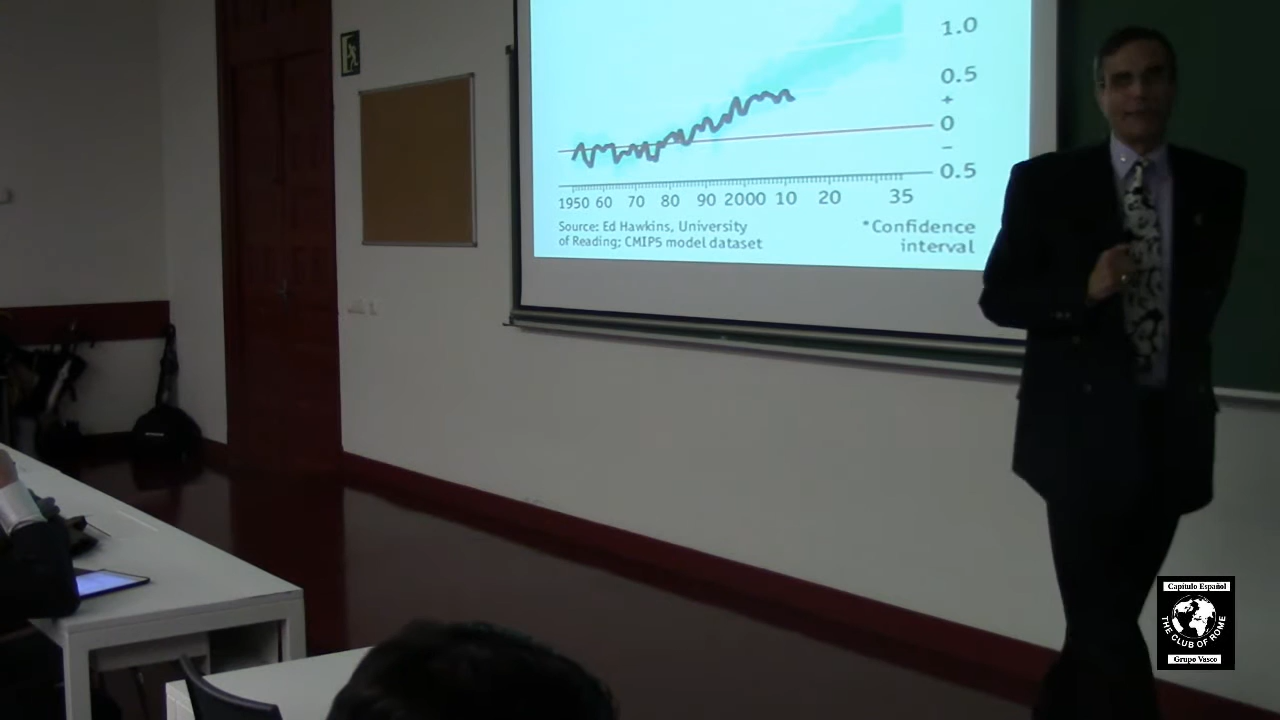 1.0
0.5
+
0
–
0.5
1950 60 70 80 90 2000 10 20 35
Source: Ed Hawkins, University
of Reading; CMIP5 model dataset
*Confidence
interval
Capítulo Español
THE CLUB OF ROME
Grupo Vasco